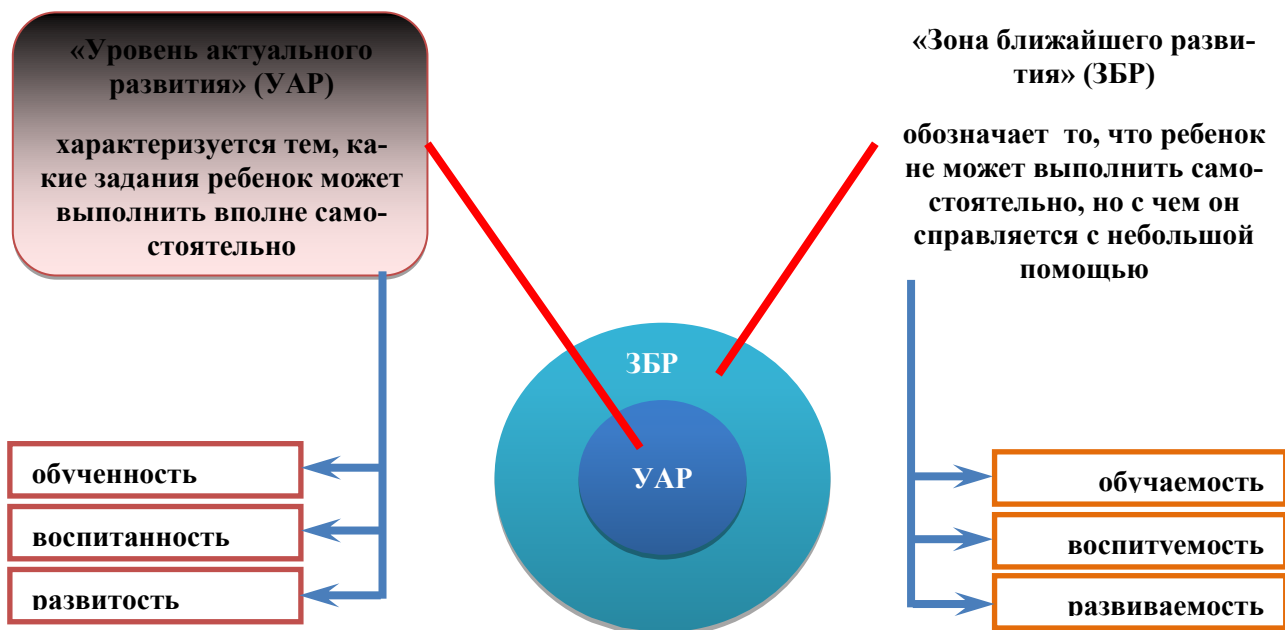 «Уровень актуального
развития» (УАР)
характеризуется тем, ка-
кие задания ребенок может
выполнить вполне само-
стоятельно
«Зона ближайшего разви-
тия» (ЗБР)
обозначает то, что ребенок
не может выполнить само-
стоятельно, но с чем он
справляется с небольшой
помощью
ЗБР
УАР
обученность
воспитанность
развитость
обучаемость
воспитуемость
развиваемость